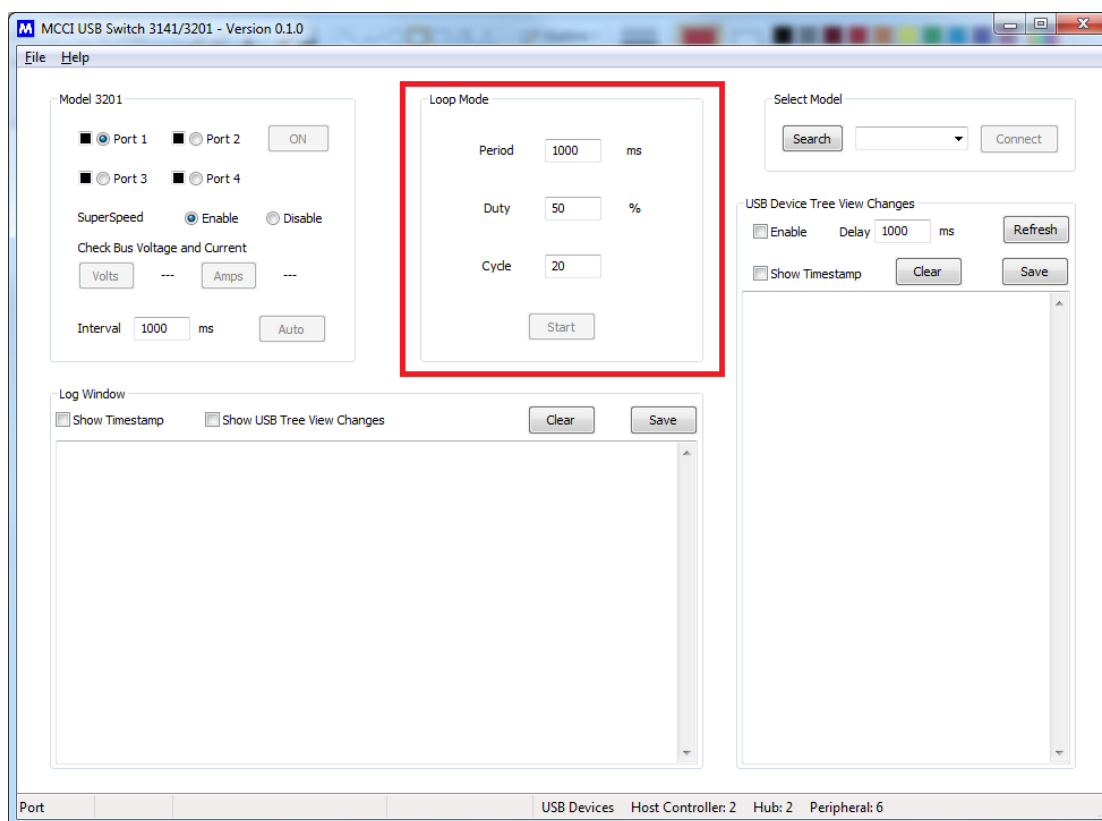 MCCI USB Switch 3141/3201 - Version 0.1.0
File Help
Model 3201
Port 1 Port 2 ON
Port 3 Port 4
SuperSpeed Enable Disable
Check Bus Voltage and Current
Volts --- Amps ---
Interval 1000 ms Auto
Loop Mode
Period 1000 ms
Duty 50 %
Cycle 20
Start
Select Model
Search Connect
USB Device Tree View Changes
Enable Delay 1000 ms Refresh
Show Timestamp Clear Save
Log Window
Show Timestamp Show USB Tree View Changes Clear Save
Port USB Devices Host Controller: 2 Hub: 2 Peripheral: 6